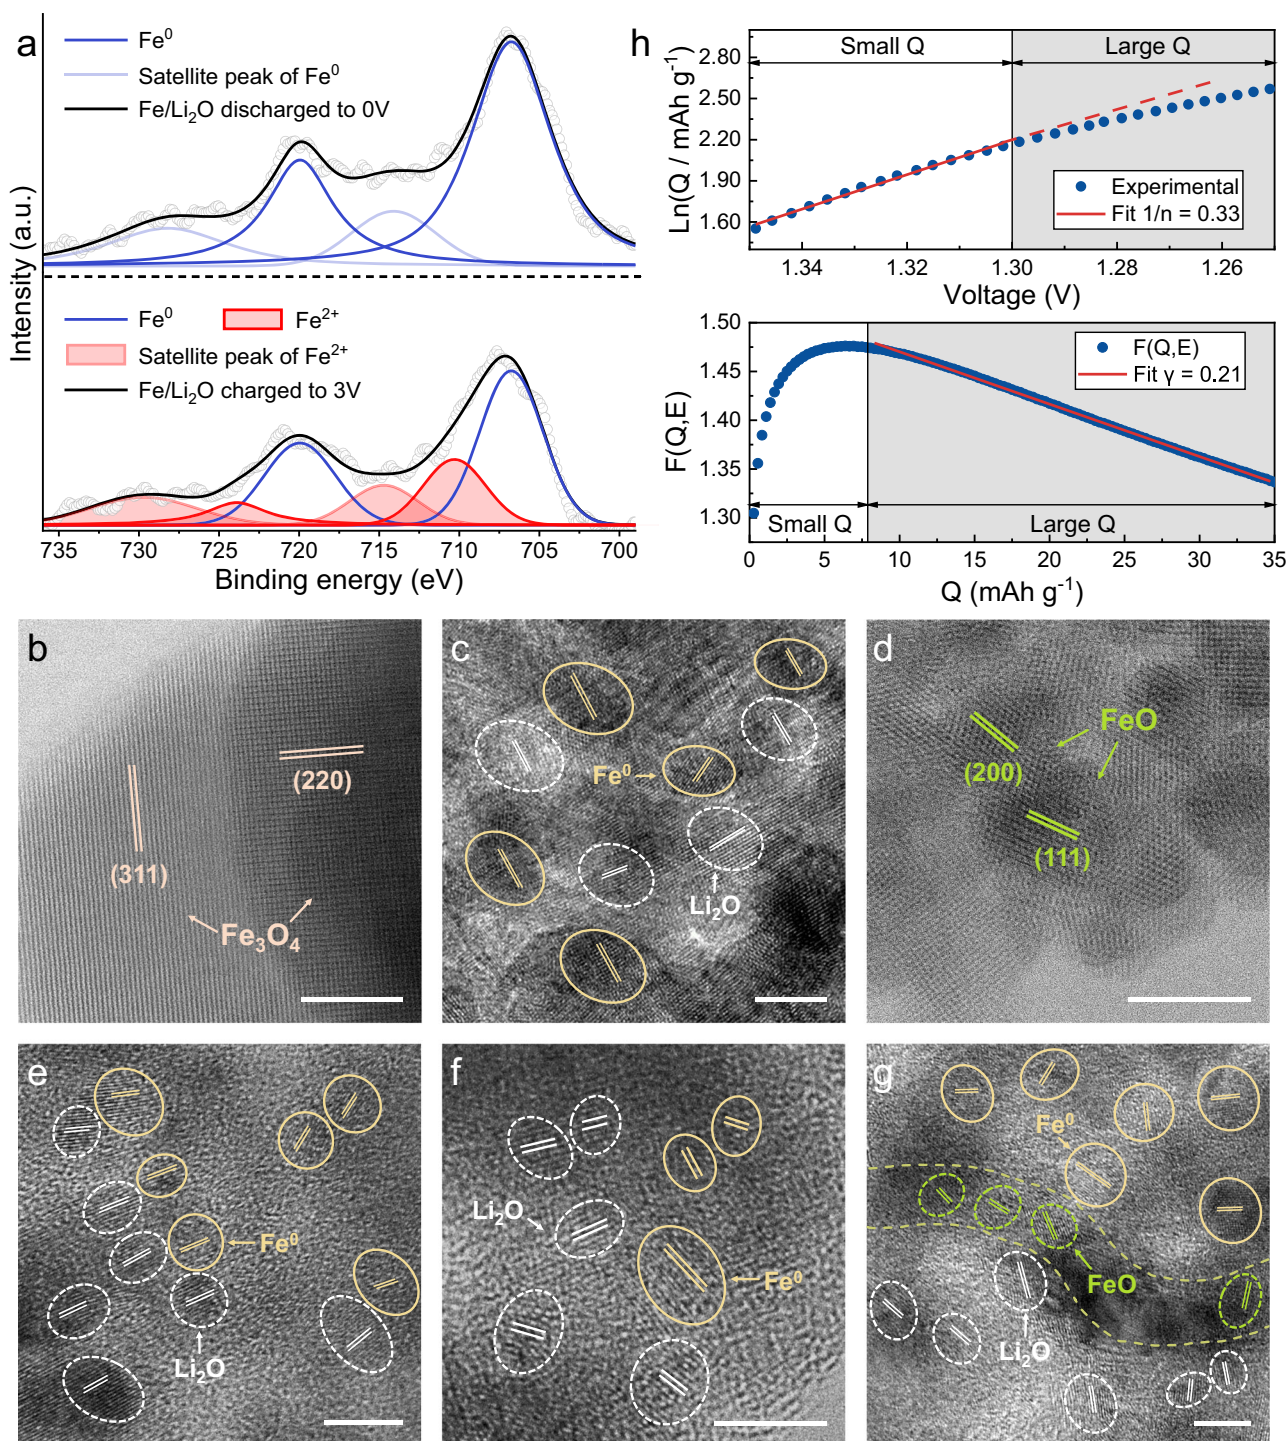 a
Fe⁰
Satellite peak of Fe⁰
Fe/Li₂O discharged to 0V
Fe⁰
Fe²⁺
Satellite peak of Fe²⁺
Fe/Li₂O charged to 3V
Intensity (a.u.)
735 730 725 720 715 710 705 700
Binding energy (eV)
h
Small Q
Large Q
2.80
2.50
2.20
1.90
1.60
Ln(Q / mAh g⁻¹)
Experimental
Fit 1/n = 0.33
1.34 1.32 1.30 1.28 1.26
Voltage (V)
1.50
1.45
1.40
1.35
1.30
F(Q,E)
F(Q,E)
Fit γ = 0.21
Small Q
Large Q
0 5 10 15 20 25 30 35
Q (mAh g⁻¹)
b
(220)
(311)
Fe₃O₄
c
Fe⁰
Li₂O
d
FeO
(200)
(111)
e
Fe⁰
Li₂O
f
Li₂O
Fe⁰
g
Fe⁰
FeO
Li₂O